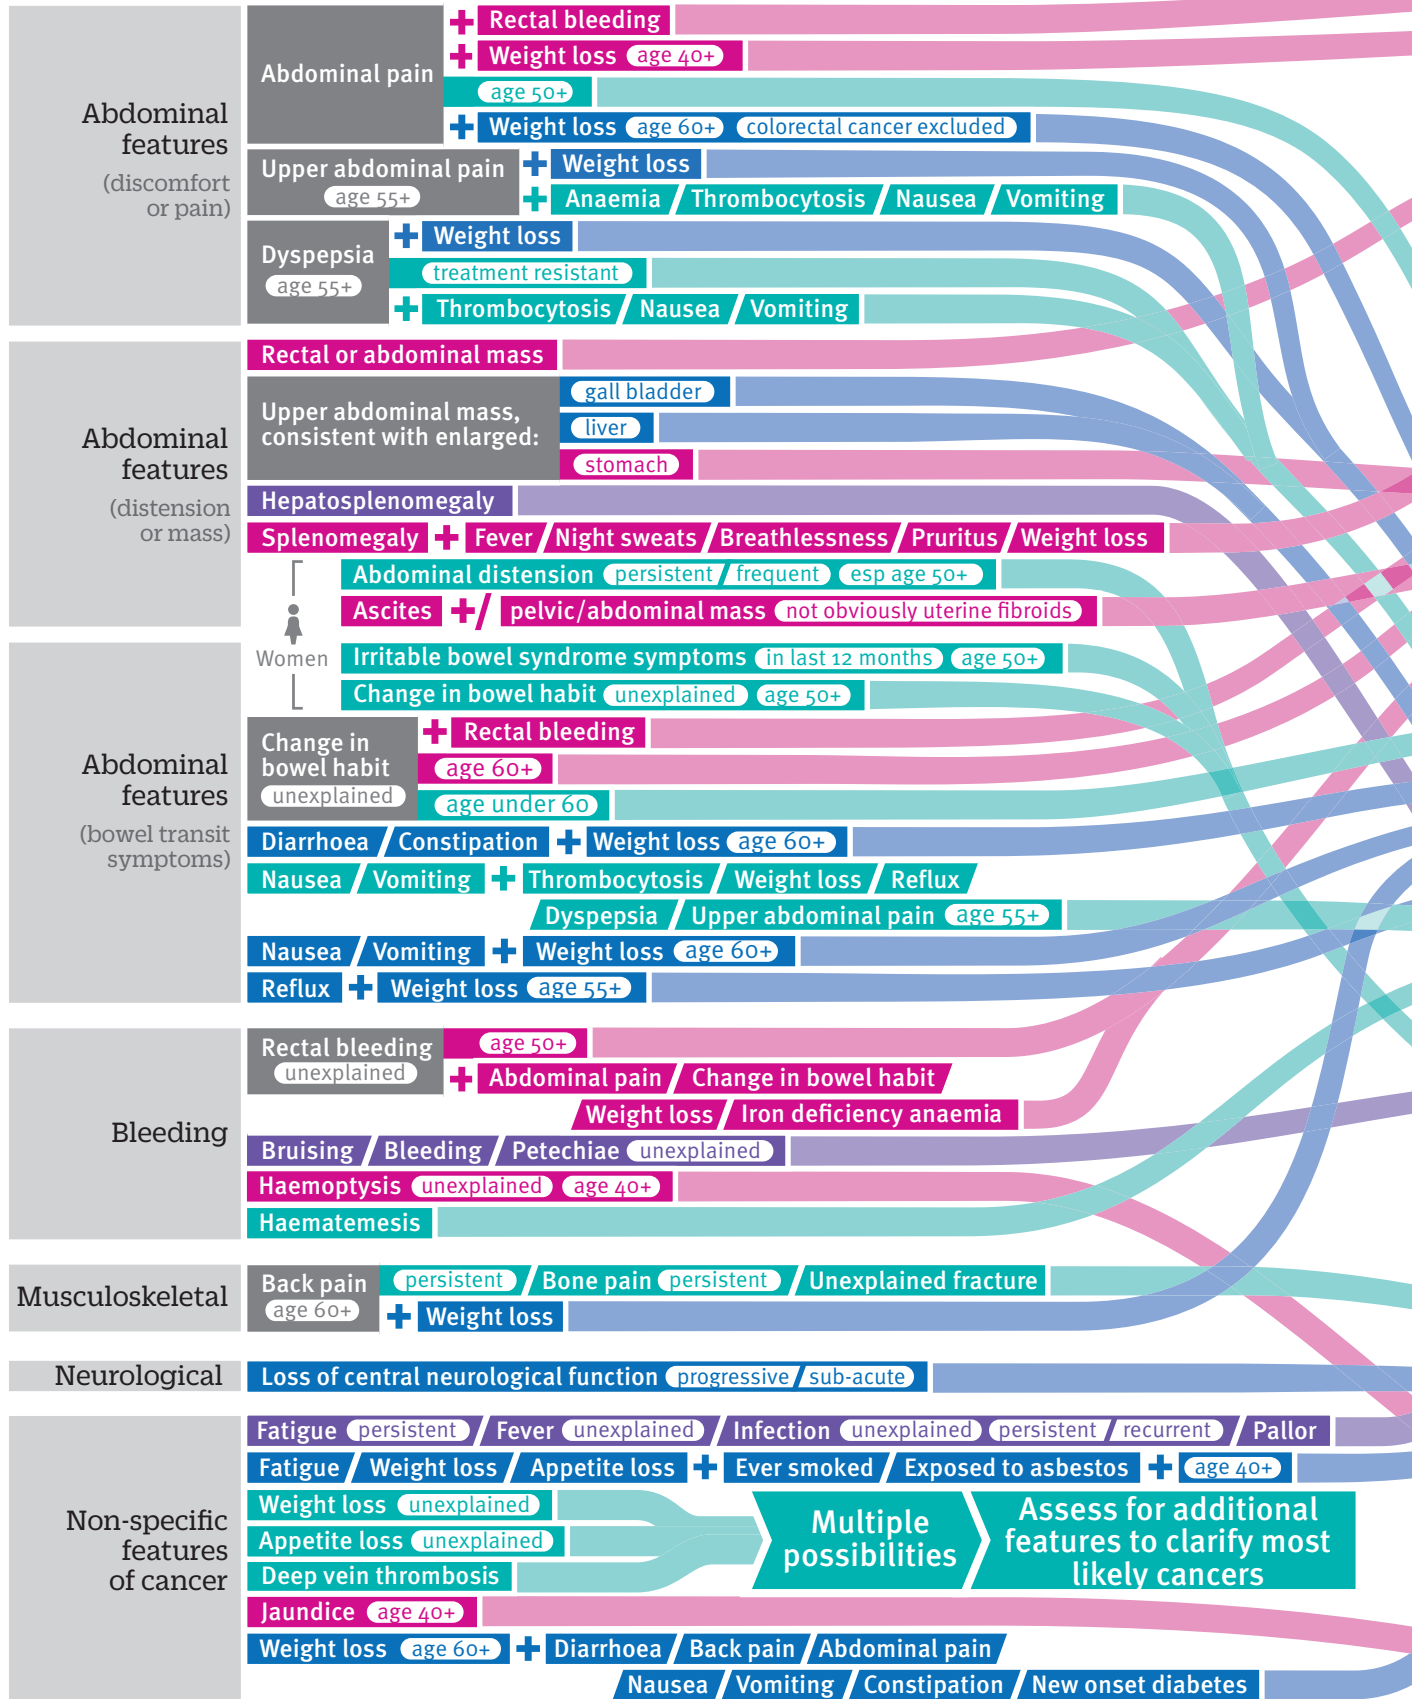 Abdominal
features
(discomfort
or pain)
Abdominal pain
+ Rectal bleeding
+ Weight loss age 40+
age 50+
+ Weight loss age 60+ colorectal cancer excluded
Upper abdominal pain
age 55+
+ Weight loss
+ Anaemia / Thrombocytosis / Nausea / Vomiting
Dyspepsia
age 55+
+ Weight loss
treatment resistant
+ Thrombocytosis / Nausea / Vomiting
Abdominal
features
(distension
or mass)
Rectal or abdominal mass
Upper abdominal mass,
consistent with enlarged:
gall bladder
liver
stomach
Hepatosplenomegaly
Splenomegaly + Fever / Night sweats / Breathlessness / Pruritus / Weight loss
Women
Abdominal distension persistent / frequent esp age 50+
Ascites +/ pelvic/abdominal mass not obviously uterine fibroids
Abdominal
features
(bowel transit
symptoms)
Irritable bowel syndrome symptoms in last 12 months age 50+
Change in bowel habit unexplained age 50+
Change in
bowel habit
unexplained
+ Rectal bleeding
age 60+
age under 60
Diarrhoea / Constipation + Weight loss age 60+
Nausea / Vomiting + Thrombocytosis / Weight loss / Reflux
/ Dyspepsia / Upper abdominal pain age 55+
Nausea / Vomiting + Weight loss age 60+
Reflux + Weight loss age 55+
Bleeding
Rectal bleeding
unexplained
age 50+
+ Abdominal pain / Change in bowel habit
/ Weight loss / Iron deficiency anaemia
Bruising / Bleeding / Petechiae unexplained
Haemoptysis unexplained age 40+
Haematemesis
Musculoskeletal
Back pain
age 60+
persistent / Bone pain persistent / Unexplained fracture
+ Weight loss
Neurological
Loss of central neurological function progressive / sub-acute
Non-specific
features
of cancer
Fatigue persistent / Fever unexplained / Infection unexplained persistent / recurrent / Pallor
Fatigue / Weight loss / Appetite loss + Ever smoked / Exposed to asbestos + age 40+
Weight loss unexplained
Appetite loss unexplained
Deep vein thrombosis
Multiple
possibilities
Assess for additional
features to clarify most
likely cancers
Jaundice age 40+
Weight loss age 60+ + Diarrhoea / Back pain / Abdominal pain
/ Nausea / Vomiting / Constipation / New onset diabetes